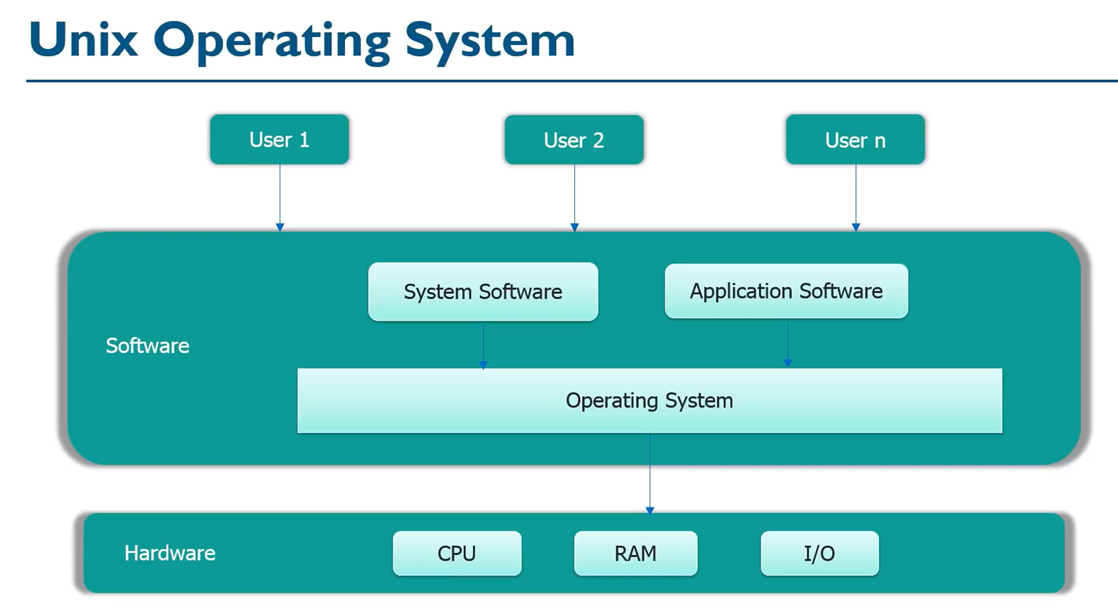 Unix Operating System
User 1
User 2
User n
System Software
Application Software
Software
Operating System
Hardware
CPU
RAM
I/O